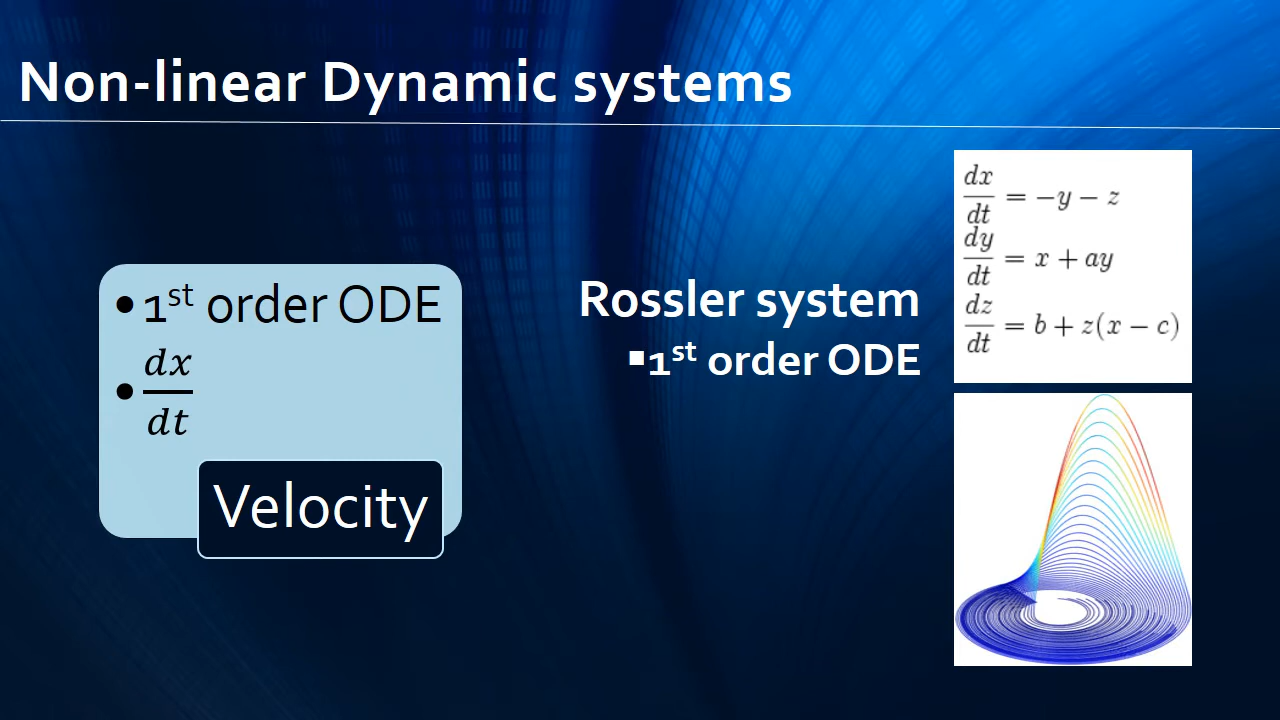 Non-linear Dynamic systems
• 1st order ODE
• dx/dt
Velocity
Rossler system
▪1st order ODE
dx/dt = −y − z
dy/dt = x + ay
dz/dt = b + z(x − c)